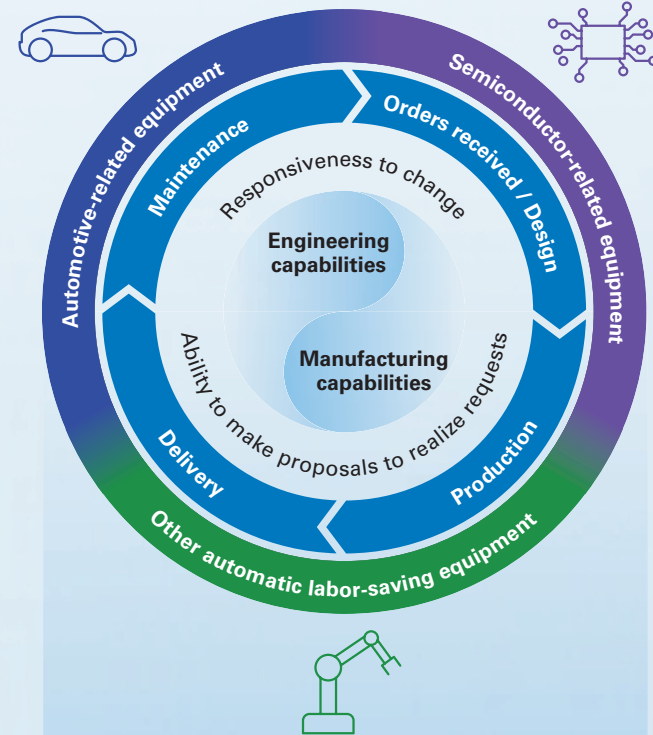 Automotive-related equipment
Semiconductor-related equipment
Other automatic labor-saving equipment
Maintenance
Orders received / Design
Production
Delivery
Responsiveness to change
Engineering
capabilities
Manufacturing
capabilities
Ability to make proposals to realize requests